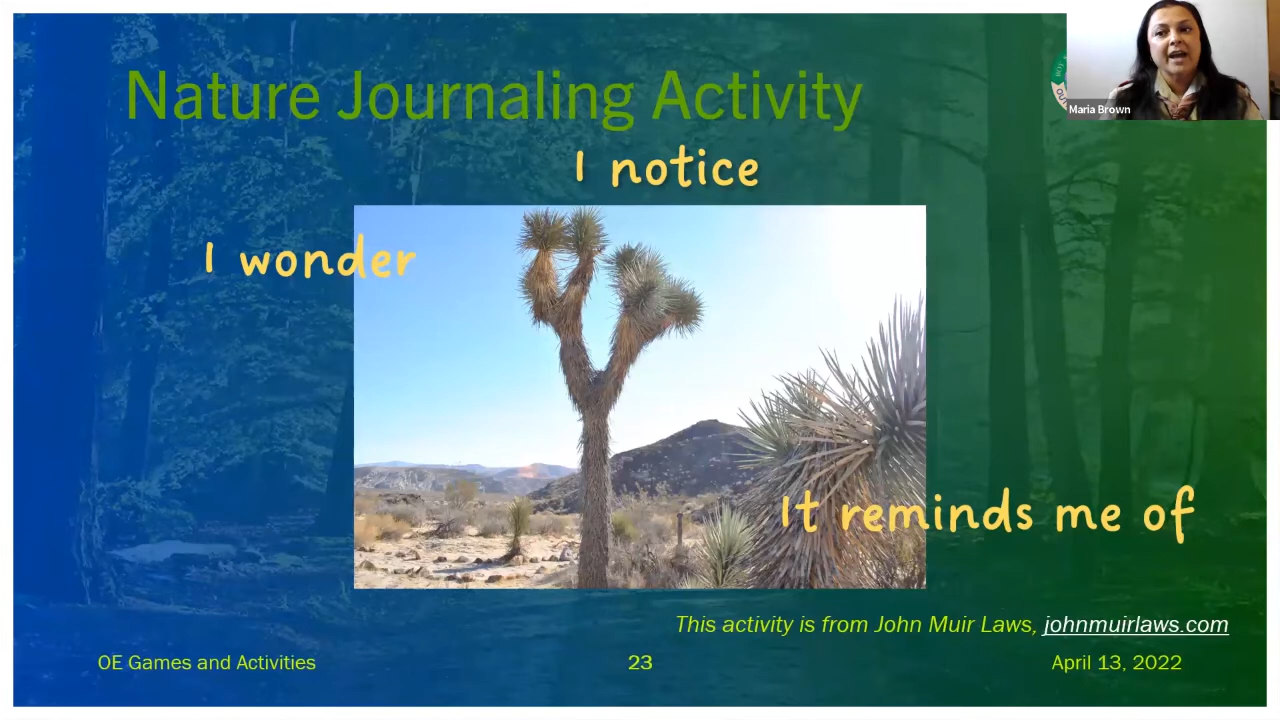 Nature Journaling Activity
Maria Brown
I notice
I wonder
It reminds me of
This activity is from John Muir Laws, johnmuirlaws.com
OE Games and Activities
23
April 13, 2022